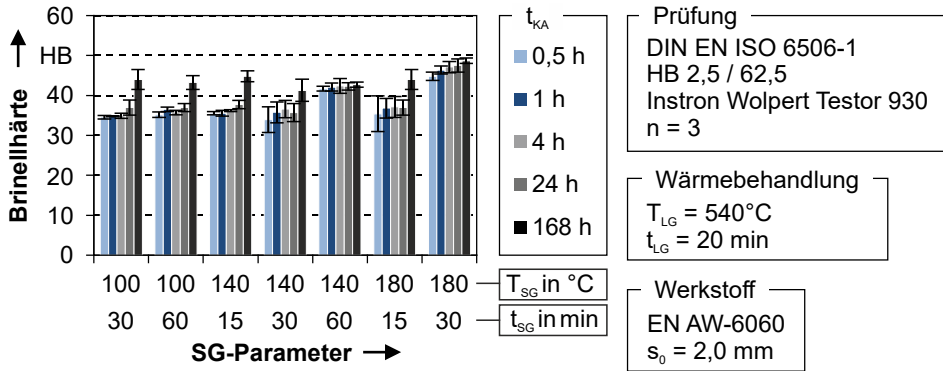 60
HB
40
30
20
10
0
Brinellhärte
100 100 140 140 140 180 180
T_SG in °C
30 60 15 30 60 15 30
t_SG in min
SG-Parameter
t_KA
0,5 h
1 h
4 h
24 h
168 h
Prüfung
DIN EN ISO 6506-1
HB 2,5 / 62,5
Instron Wolpert Testor 930
n = 3
Wärmebehandlung
T_LG = 540°C
t_LG = 20 min
Werkstoff
EN AW-6060
s_0 = 2,0 mm